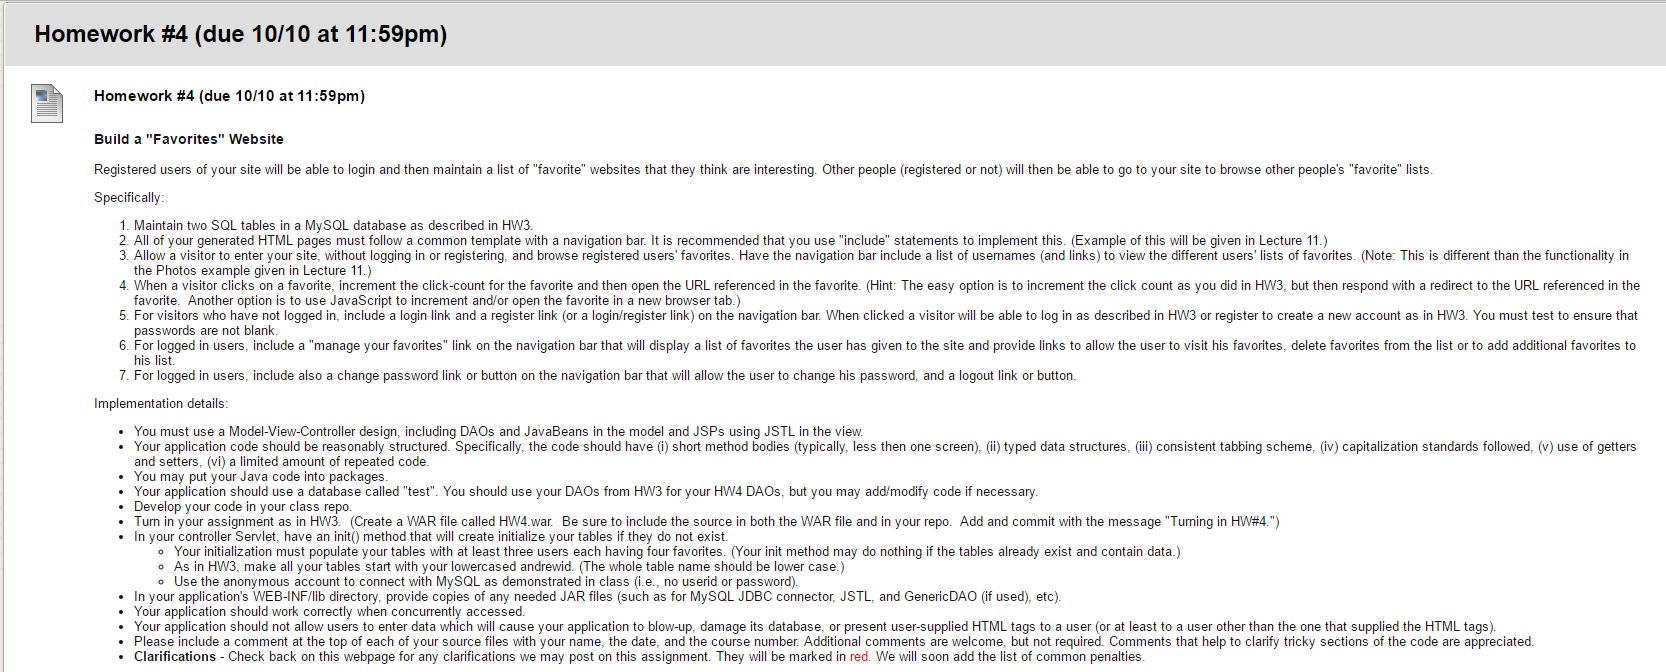 Homework #4 (due 10/10 at 11:59pm)
Homework #4 (due 10/10 at 11:59pm)
Build a "Favorites" Website
Registered users of your site will be able to login and then maintain a list of "favorite" websites that they think are interesting. Other people (registered or not) will then be able to go to your site to browse other people's "favorite" lists.
Specifically:
1. Maintain two SQL tables in a MySQL database as described in HW3.
2. All of your generated HTML pages must follow a common template with a navigation bar. It is recommended that you use "include" statements to implement this. (Example of this will be given in Lecture 11.)
3. Allow a visitor to enter your site, without logging in or registering, and browse registered users' favorites. Have the navigation bar include a list of usernames (and links) to view the different users' lists of favorites. (Note: This is different than the functionality in
the Photos example given in Lecture 11.)
4. When a visitor clicks on a favorite, increment the click-count for the favorite and then open the URL referenced in the favorite. (Hint: The easy option is to increment the click count as you did in HW3, but then respond with a redirect to the URL referenced in the
favorite.  Another option is to use JavaScript to increment and/or open the favorite in a new browser tab.)
5. For visitors who have not logged in, include a login link and a register link (or a login/register link) on the navigation bar. When clicked a visitor will be able to log in as described in HW3 or register to create a new account as in HW3. You must test to ensure that
passwords are not blank.
6. For logged in users, include a "manage your favorites" link on the navigation bar that will display a list of favorites the user has given to the site and provide links to allow the user to visit his favorites, delete favorites from the list or to add additional favorites to
his list.
7. For logged in users, include also a change password link or button on the navigation bar that will allow the user to change his password, and a logout link or button.
Implementation details:
• You must use a Model-View-Controller design, including DAOs and JavaBeans in the model and JSPs using JSTL in the view.
• Your application code should be reasonably structured. Specifically, the code should have (i) short method bodies (typically, less then one screen), (ii) typed data structures, (iii) consistent tabbing scheme, (iv) capitalization standards followed, (v) use of getters
and setters, (vi) a limited amount of repeated code.
• You may put your Java code into packages.
• Your application should use a database called "test". You should use your DAOs from HW3 for your HW4 DAOs, but you may add/modify code if necessary.
• Develop your code in your class repo.
• Turn in your assignment as in HW3.  (Create a WAR file called HW4.war.  Be sure to include the source in both the WAR file and in your repo.  Add and commit with the message "Turning in HW#4.")
• In your controller Servlet, have an init() method that will create initialize your tables if they do not exist.
◦ Your initialization must populate your tables with at least three users each having four favorites. (Your init method may do nothing if the tables already exist and contain data.)
◦ As in HW3, make all your tables start with your lowercased andrewid. (The whole table name should be lower case.)
◦ Use the anonymous account to connect with MySQL as demonstrated in class (i.e., no userid or password).
• In your application's WEB-INF/lib directory, provide copies of any needed JAR files (such as for MySQL JDBC connector, JSTL, and GenericDAO (if used), etc).
• Your application should work correctly when concurrently accessed.
• Your application should not allow users to enter data which will cause your application to blow-up, damage its database, or present user-supplied HTML tags to a user (or at least to a user other than the one that supplied the HTML tags).
• Please include a comment at the top of each of your source files with your name, the date, and the course number. Additional comments are welcome, but not required. Comments that help to clarify tricky sections of the code are appreciated.
• Clarifications - Check back on this webpage for any clarifications we may post on this assignment. They will be marked in red. We will soon add the list of common penalties.